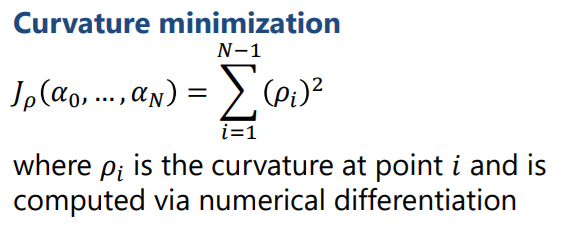 Curvature minimization
J_ρ(α_0, …, α_N) = ∑_{i=1}^{N−1} (ρ_i)^2
where ρ_i is the curvature at point i and is
computed via numerical differentiation